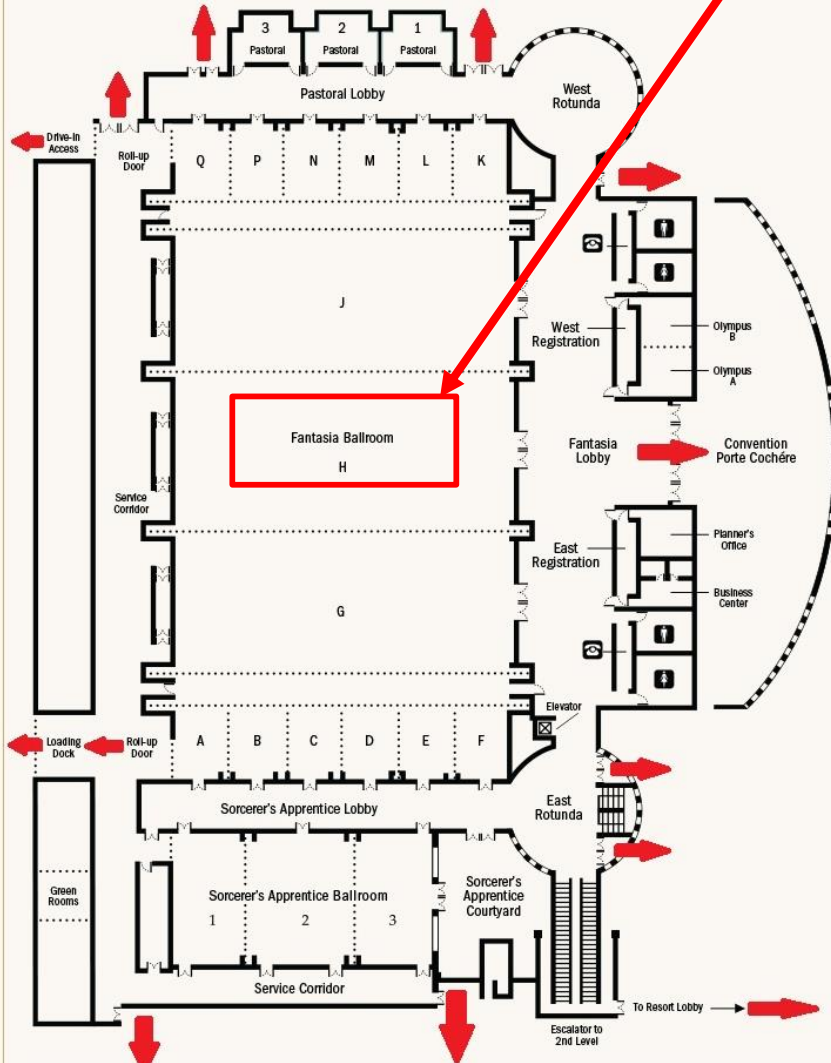 3
2
1
Pastoral
Pastoral
Pastoral
Pastoral Lobby
West
Rotunda
Drive-in
Access
Roll-up
Door
Q
P
N
M
L
K
J
West
Registration
Olympus
B
Olympus
A
Fantasia Ballroom
H
Fantasia
Lobby
Convention
Porte Cochére
Service
Corridor
East
Registration
Planner's
Office
Business
Center
G
Elevator
Loading
Dock
Roll-up
Door
A
B
C
D
E
F
Sorcerer's Apprentice Lobby
East
Rotunda
Green
Rooms
Sorcerer's Apprentice Ballroom
1
2
3
Sorcerer's
Apprentice
Courtyard
Service Corridor
To Resort Lobby
Escalator to
2nd Level